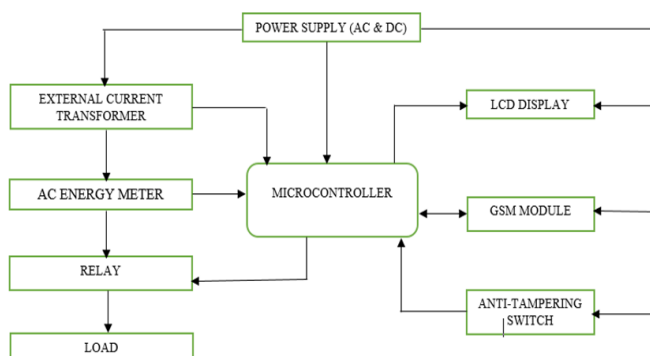 POWER SUPPLY (AC & DC)
EXTERNAL CURRENT
TRANSFORMER
LCD DISPLAY
AC ENERGY METER
MICROCONTROLLER
GSM MODULE
RELAY
ANTI-TAMPERING
SWITCH
LOAD